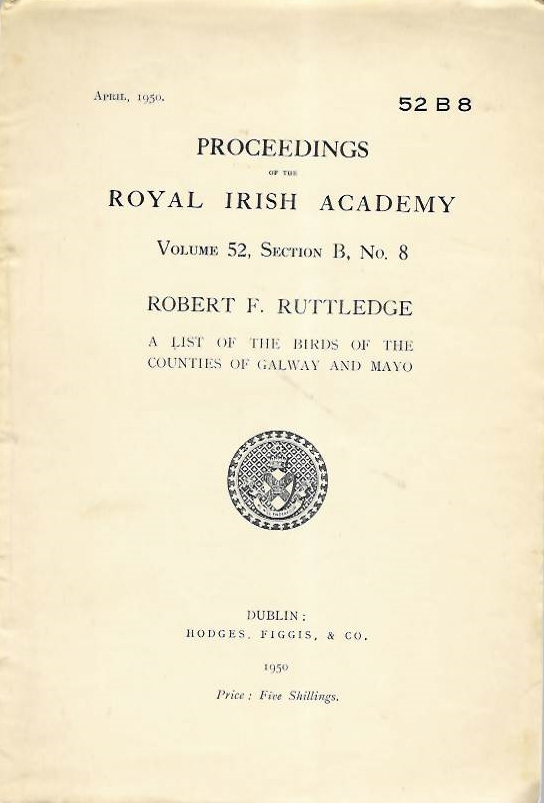 April, 1950.
52 B 8
PROCEEDINGS
OF THE
ROYAL IRISH ACADEMY
Volume 52, Section B, No. 8
ROBERT F. RUTTLEDGE
A LIST OF THE BIRDS OF THE
COUNTIES OF GALWAY AND MAYO
DUBLIN:
HODGES, FIGGIS, & CO.
1950
Price: Five Shillings.